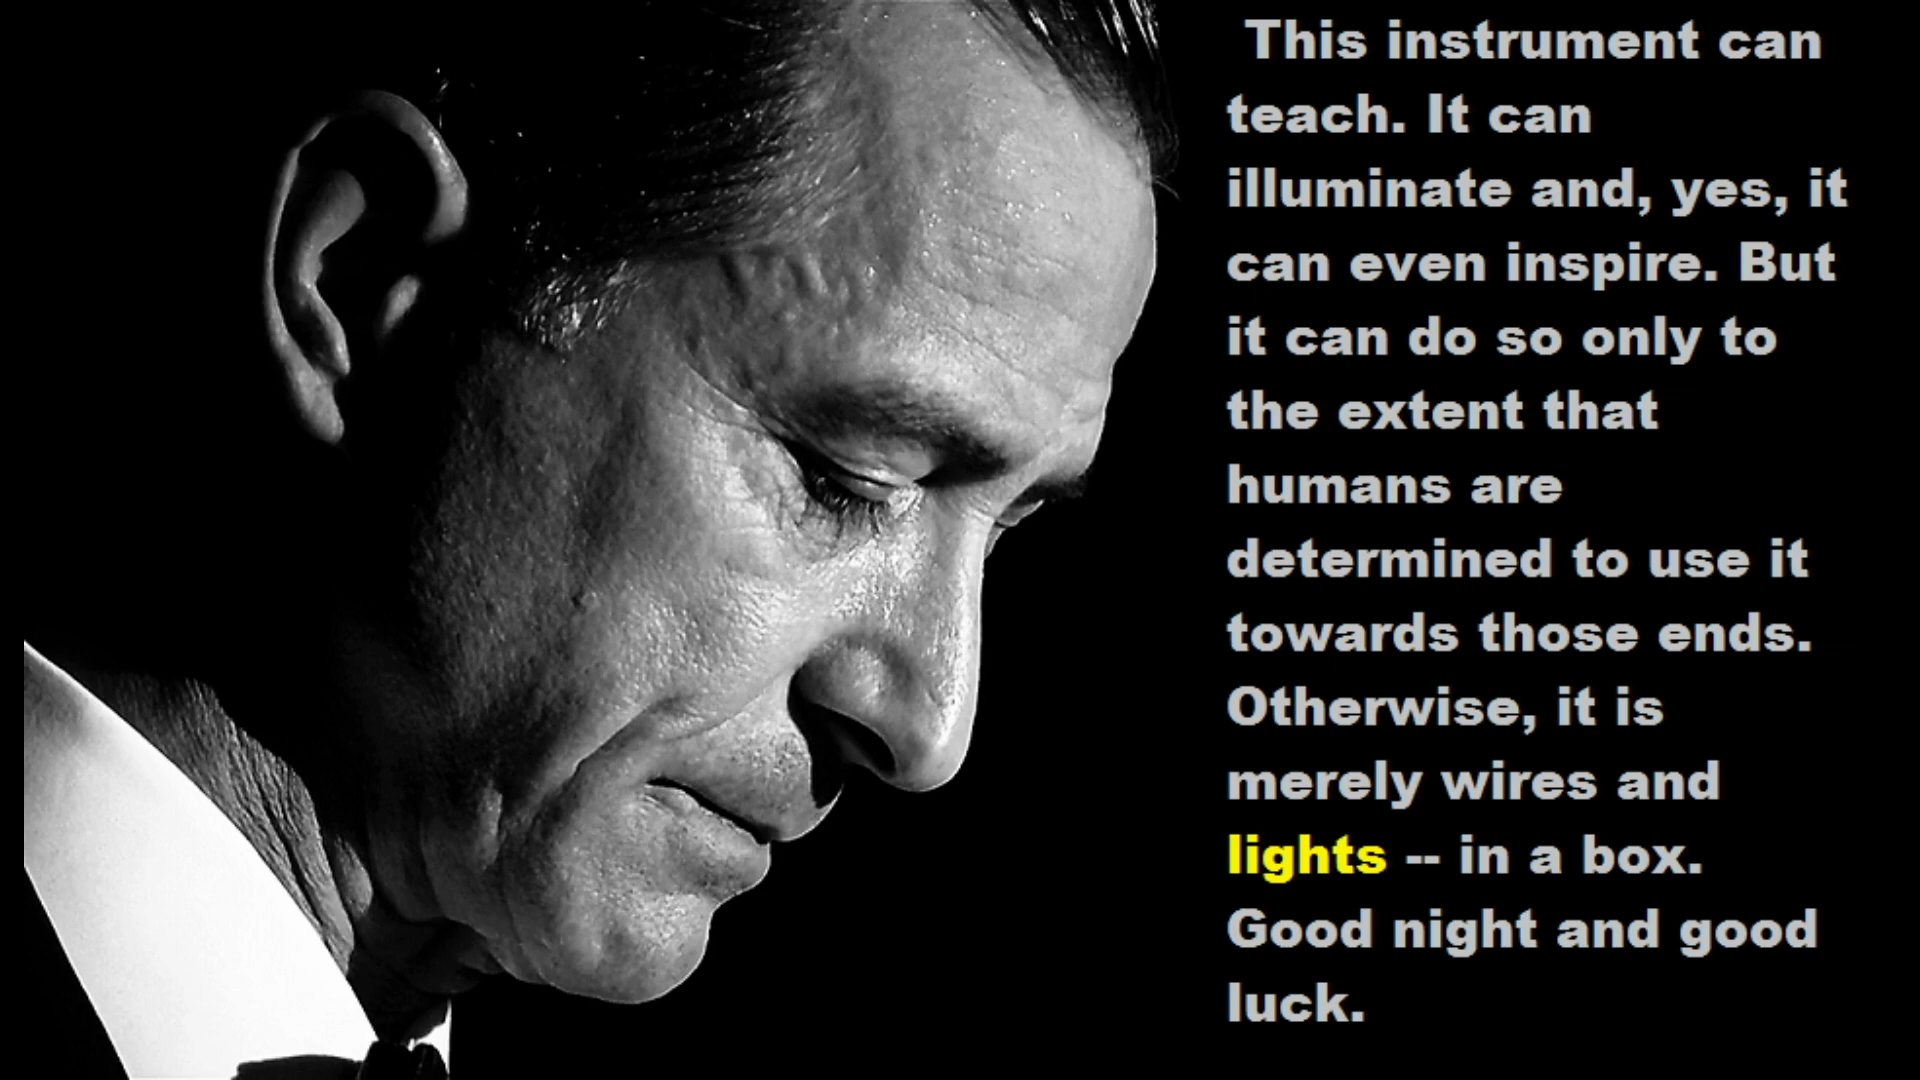 This instrument can
teach. It can
illuminate and, yes, it
can even inspire. But
it can do so only to
the extent that
humans are
determined to use it
towards those ends.
Otherwise, it is
merely wires and
lights -- in a box.
Good night and good
luck.